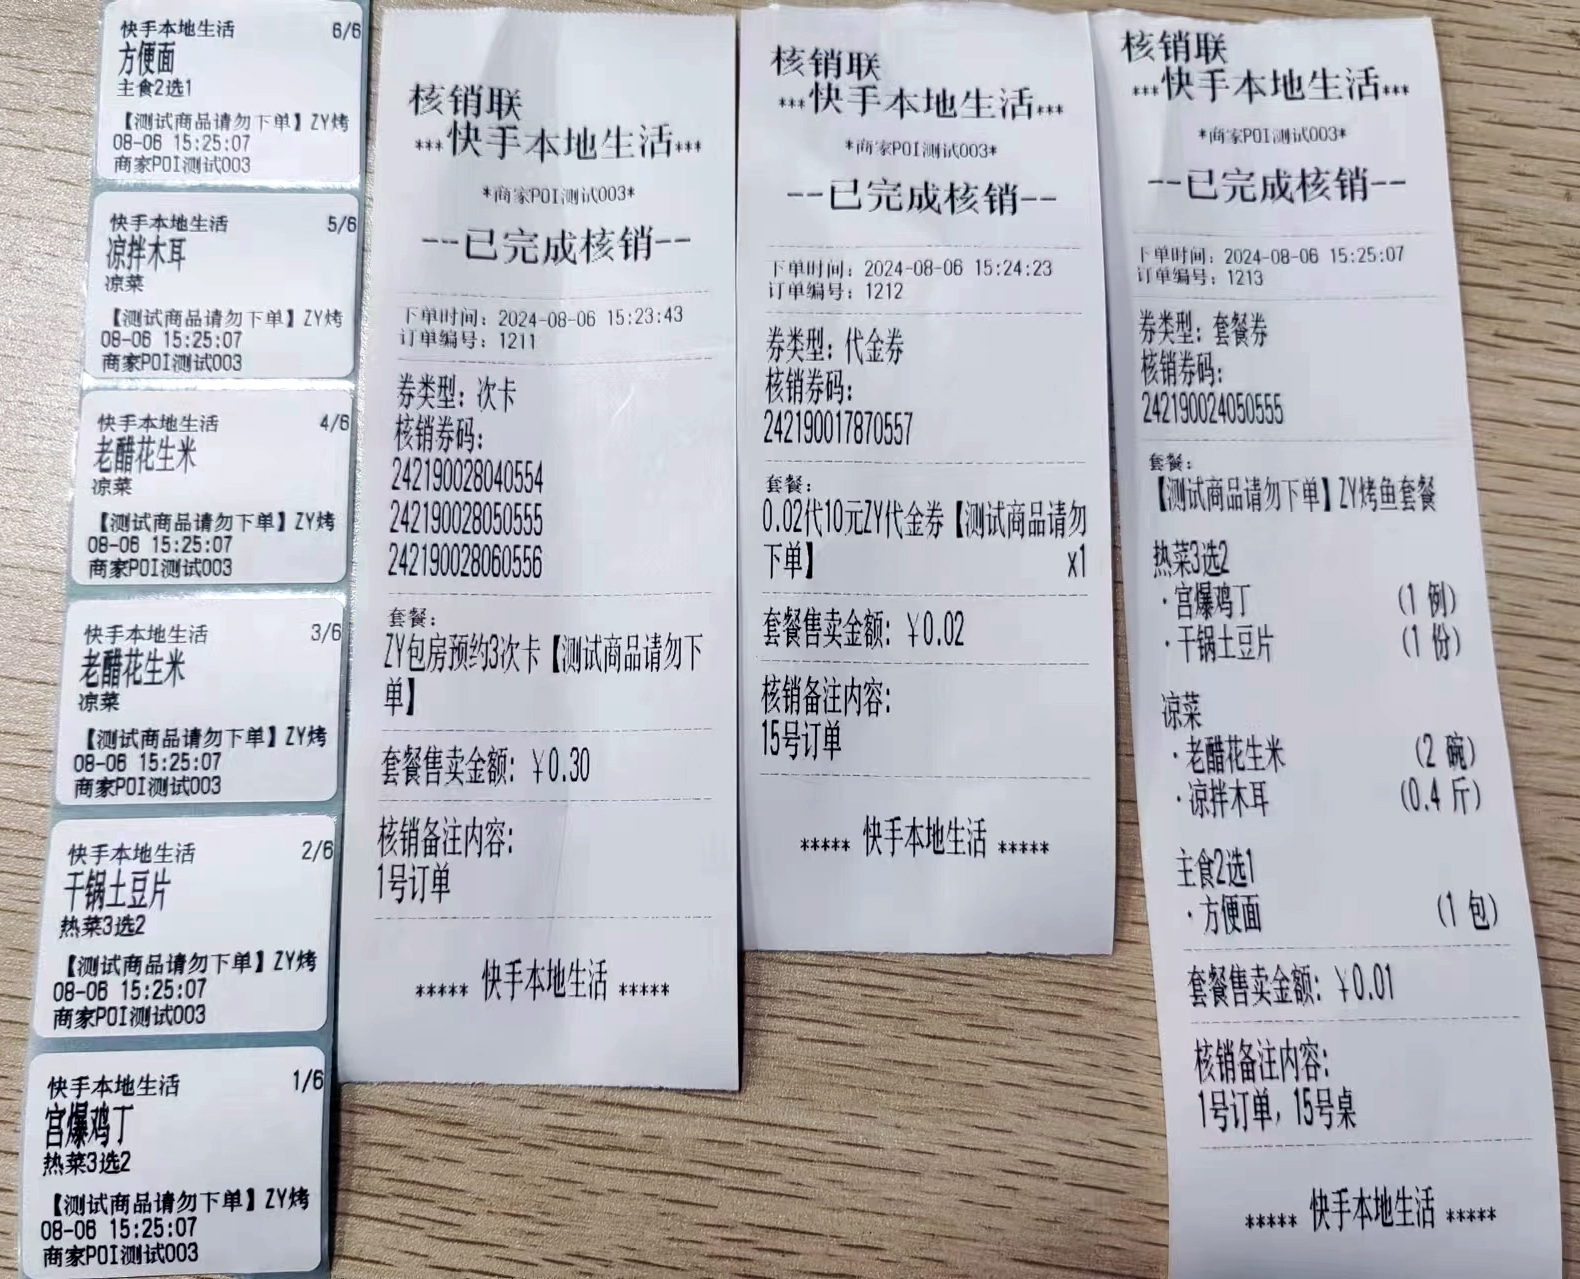 快手本地生活 6/6
方便面
主食2选1
【测试商品请勿下单】ZY烤
08-06 15:25:07
商家POI测试003
快手本地生活 5/6
凉拌木耳
凉菜
【测试商品请勿下单】ZY烤
08-06 15:25:07
商家POI测试003
快手本地生活 4/6
老醋花生米
凉菜
【测试商品请勿下单】ZY烤
08-06 15:25:07
商家POI测试003
快手本地生活 3/6
老醋花生米
凉菜
【测试商品请勿下单】ZY烤
08-06 15:25:07
商家POI测试003
快手本地生活 2/6
干锅土豆片
热菜3选2
【测试商品请勿下单】ZY烤
08-06 15:25:07
商家POI测试003
快手本地生活 1/6
宫爆鸡丁
热菜3选2
【测试商品请勿下单】ZY烤
08-06 15:25:07
商家POI测试003
核销联
***快手本地生活***
*商家POI测试003*
--已完成核销--
下单时间: 2024-08-06 15:23:43
订单编号: 1211
券类型: 次卡
核销券码:
242190028040554
242190028050555
242190028060556
套餐:
ZY包房预约3次卡【测试商品请勿下
单】
套餐售卖金额: ¥0.30
核销备注内容:
1号订单
***** 快手本地生活 *****
核销联
***快手本地生活***
*商家POI测试003*
--已完成核销--
下单时间: 2024-08-06 15:24:23
订单编号: 1212
券类型: 代金券
核销券码:
242190017870557
套餐:
0.02代10元ZY代金券【测试商品请勿
下单】 x1
套餐售卖金额: ¥0.02
核销备注内容:
15号订单
***** 快手本地生活 *****
核销联
***快手本地生活***
*商家POI测试003*
--已完成核销--
下单时间: 2024-08-06 15:25:07
订单编号: 1213
券类型: 套餐券
核销券码:
242190024050555
套餐:
【测试商品请勿下单】ZY烤鱼套餐
热菜3选2
·宫爆鸡丁 (1 例)
·干锅土豆片 (1 份)
凉菜
·老醋花生米 (2 碗)
·凉拌木耳 (0.4 斤)
主食2选1
·方便面 (1 包)
套餐售卖金额: ¥0.01
核销备注内容:
1号订单, 15号桌
***** 快手本地生活 *****